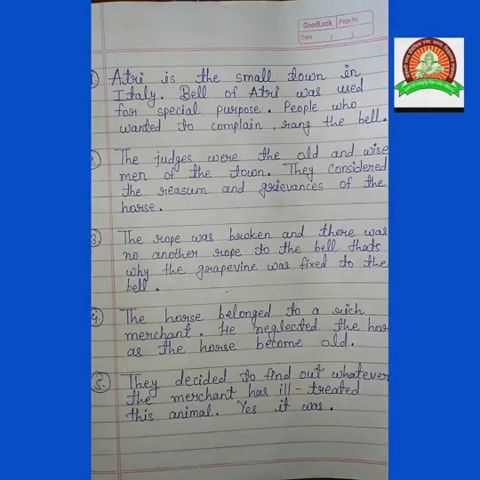 GoodLuck Page No.
Date
1) Atri is the small town in
Italy. Bell of Atri was used
for special purpose. People who
wanted to complain, rang the bell.
2. The judges were the old and wise
men of the town. They considered
the reasum and grievances of the
horse.
3. The rope was broken and there was
no another rope to the bell thats
why the grapevine was fixed to the
bell.
4. The horse belonged to a rich
merchant. He neglected the hor
as the horse become old.
5. They decided to find out whatever
the merchant has ill-treated
this animal. Yes it was.